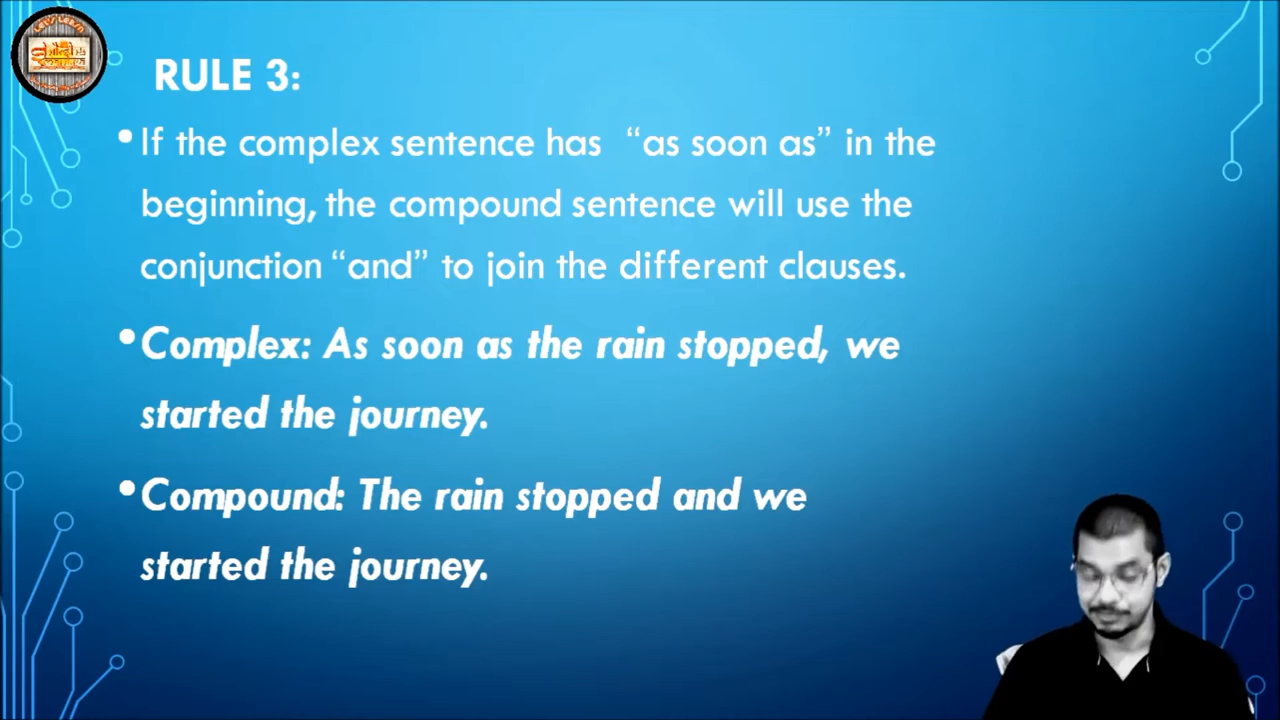 RULE 3:
• If the complex sentence has “as soon as” in the
beginning, the compound sentence will use the
conjunction “and” to join the different clauses.
• Complex: As soon as the rain stopped, we
started the journey.
• Compound: The rain stopped and we
started the journey.